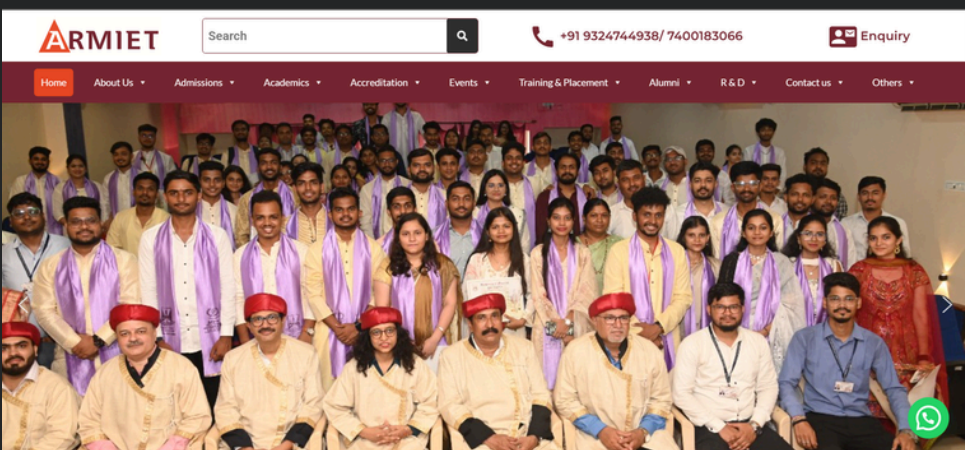 ARMIET
Search
+91 9324744938/ 7400183066
Enquiry
Home
About Us
Admissions
Academics
Accreditation
Events
Training & Placement
Alumni
R & D
Contact us
Others